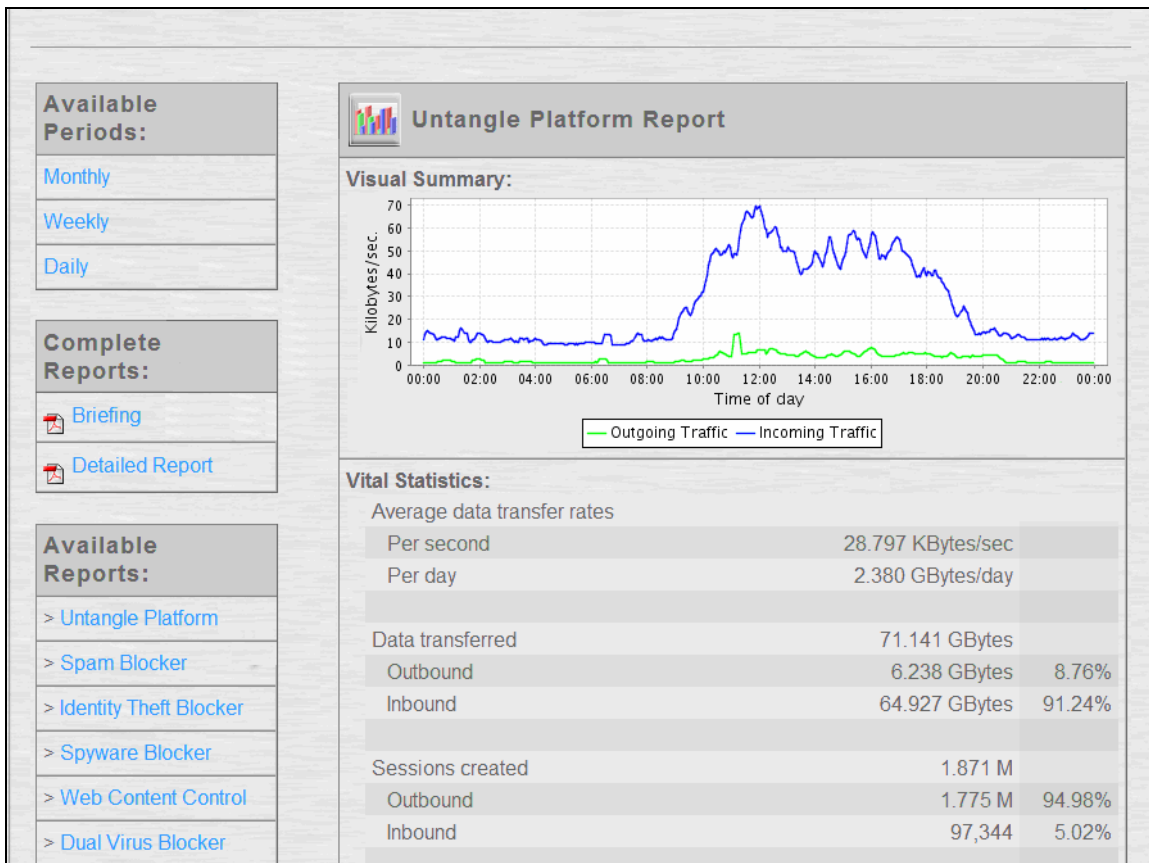 Available
Periods:
Monthly
Weekly
Daily
Complete
Reports:
Briefing
Detailed Report
Available
Reports:
> Untangle Platform
> Spam Blocker
> Identity Theft Blocker
> Spyware Blocker
> Web Content Control
> Dual Virus Blocker
Untangle Platform Report
Visual Summary:
Kilobytes/sec.
70
60
50
40
30
20
10
0
00:00 02:00 04:00 06:00 08:00 10:00 12:00 14:00 16:00 18:00 20:00 22:00 00:00
Time of day
Outgoing Traffic Incoming Traffic
Vital Statistics:
Average data transfer rates
Per second 28.797 KBytes/sec
Per day 2.380 GBytes/day
Data transferred 71.141 GBytes
Outbound 6.238 GBytes 8.76%
Inbound 64.927 GBytes 91.24%
Sessions created 1.871 M
Outbound 1.775 M 94.98%
Inbound 97,344 5.02%